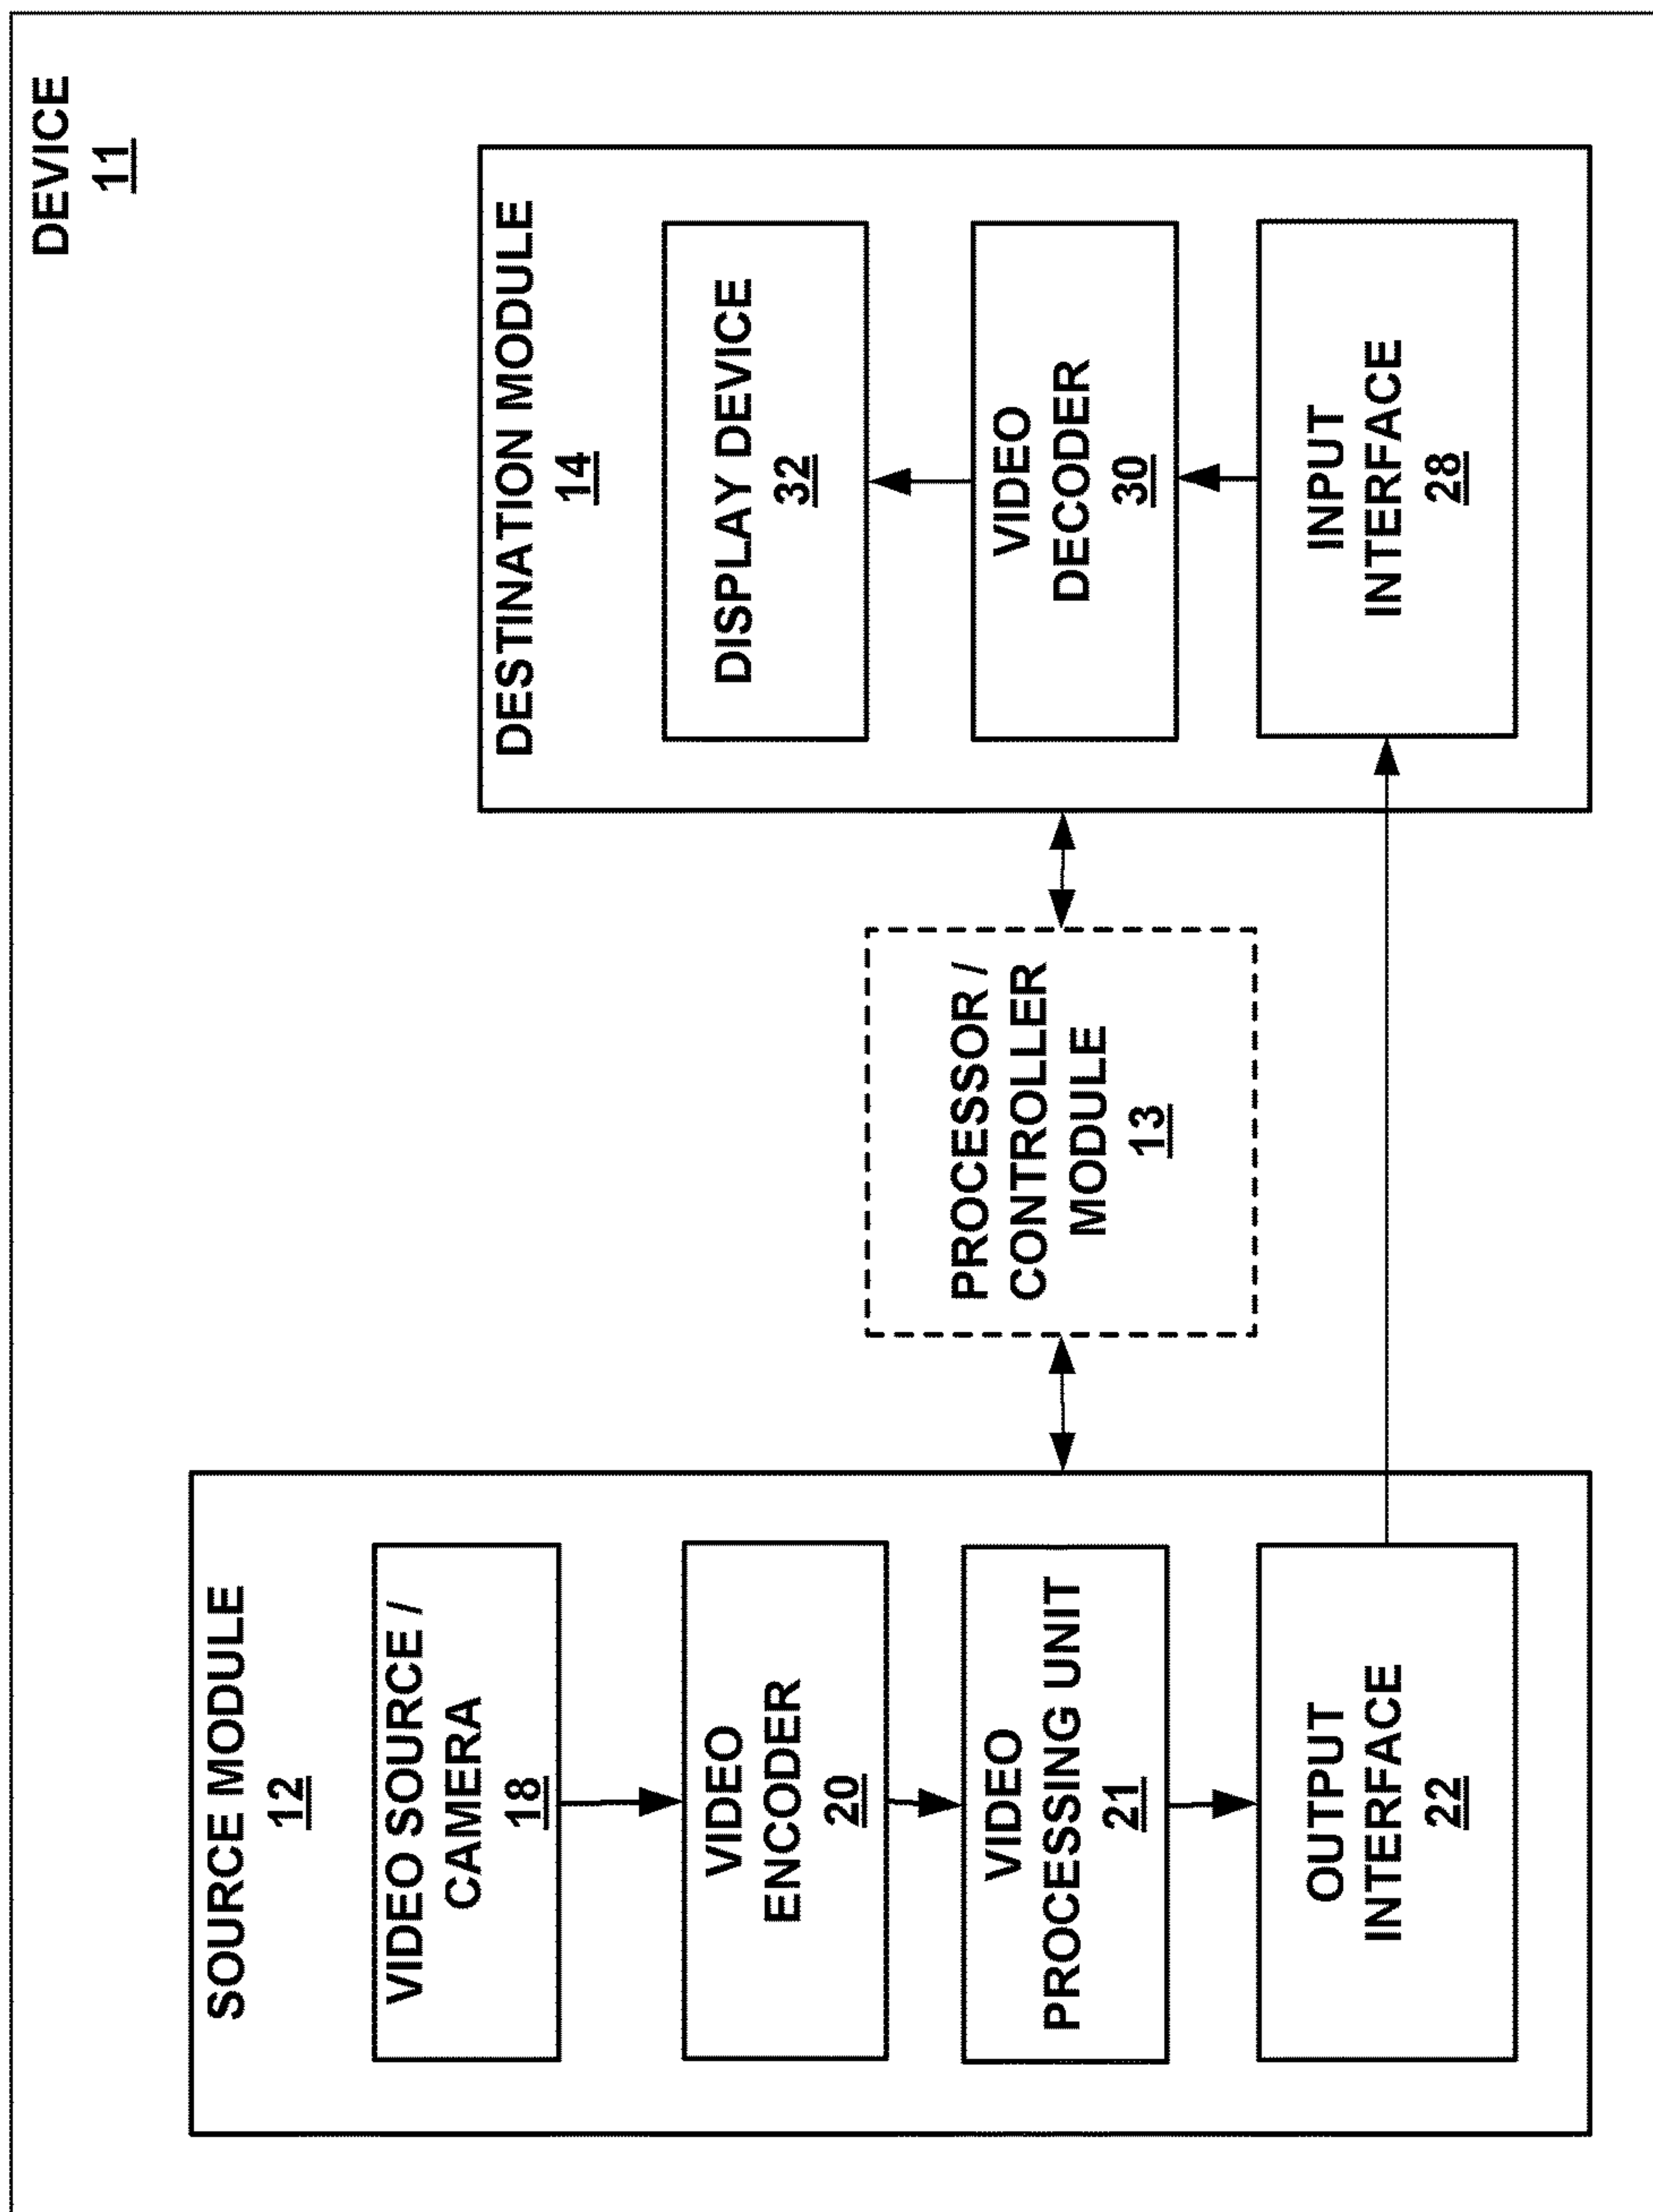 DEVICE
11
SOURCE MODULE
12
VIDEO SOURCE /
CAMERA
18
VIDEO
ENCODER
20
VIDEO
PROCESSING UNIT
21
OUTPUT
INTERFACE
22
PROCESSOR /
CONTROLLER
MODULE
13
DESTINATION MODULE
14
DISPLAY DEVICE
32
VIDEO
DECODER
30
INPUT
INTERFACE
28